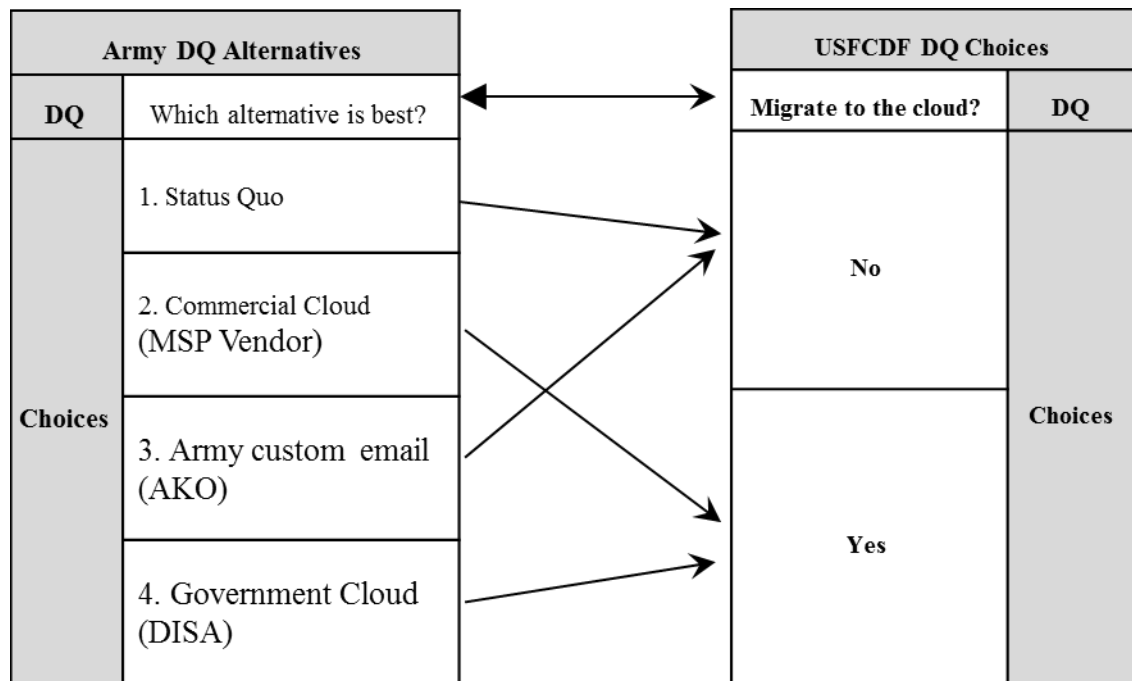 Army DQ Alternatives
DQ
Which alternative is best?
Choices
1. Status Quo
2. Commercial Cloud
(MSP Vendor)
3. Army custom email
(AKO)
4. Government Cloud
(DISA)
USFCDF DQ Choices
Migrate to the cloud?
DQ
No
Yes
Choices